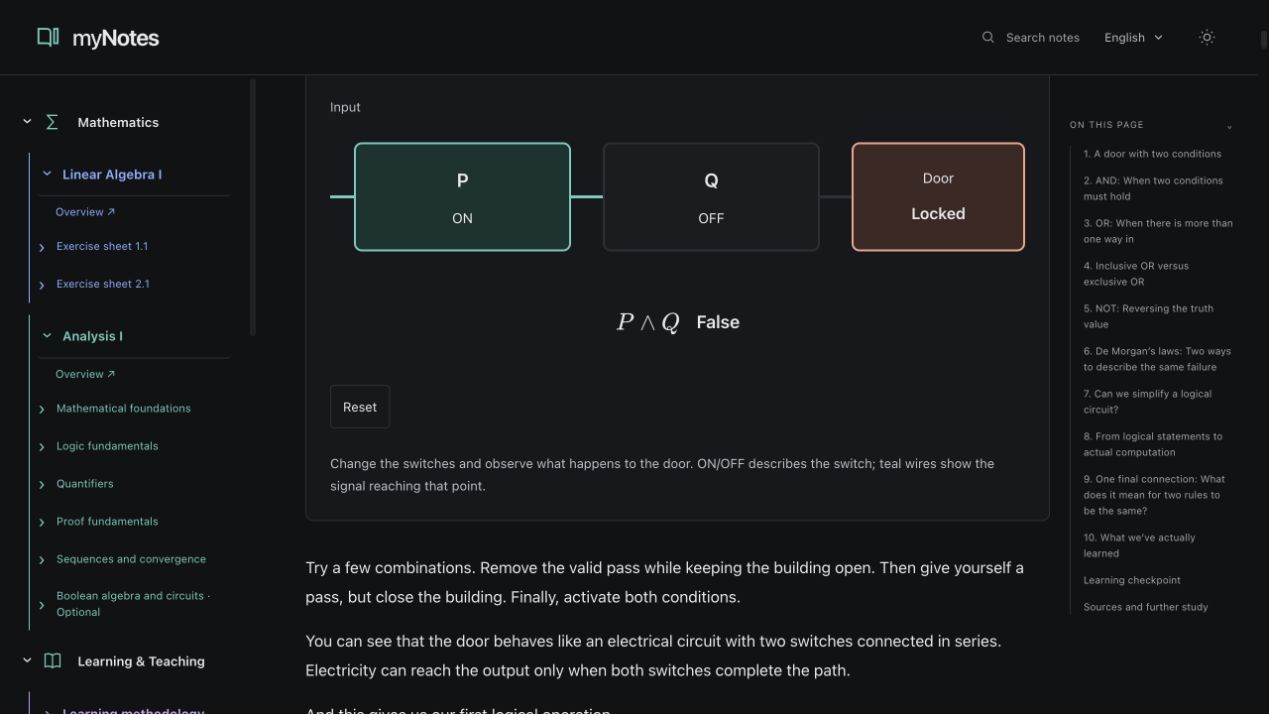 myNotes
Search notes
English
Mathematics
Linear Algebra I
Overview ↗
Exercise sheet 1.1
Exercise sheet 2.1
Analysis I
Overview ↗
Mathematical foundations
Logic fundamentals
Quantifiers
Proof fundamentals
Sequences and convergence
Boolean algebra and circuits ·
Optional
Learning & Teaching
Learning methodology
Input
P
ON
Q
OFF
Door
Locked
P ∧ Q False
Reset
Change the switches and observe what happens to the door. ON/OFF describes the switch; teal wires show the
signal reaching that point.
Try a few combinations. Remove the valid pass while keeping the building open. Then give yourself a
pass, but close the building. Finally, activate both conditions.
You can see that the door behaves like an electrical circuit with two switches connected in series.
Electricity can reach the output only when both switches complete the path.
And this gives us our first logical operation
ON THIS PAGE
1. A door with two conditions
2. AND: When two conditions
must hold
3. OR: When there is more than
one way in
4. Inclusive OR versus
exclusive OR
5. NOT: Reversing the truth
value
6. De Morgan's laws: Two ways
to describe the same failure
7. Can we simplify a logical
circuit?
8. From logical statements to
actual computation
9. One final connection: What
does it mean for two rules to
be the same?
10. What we've actually
learned
Learning checkpoint
Sources and further study